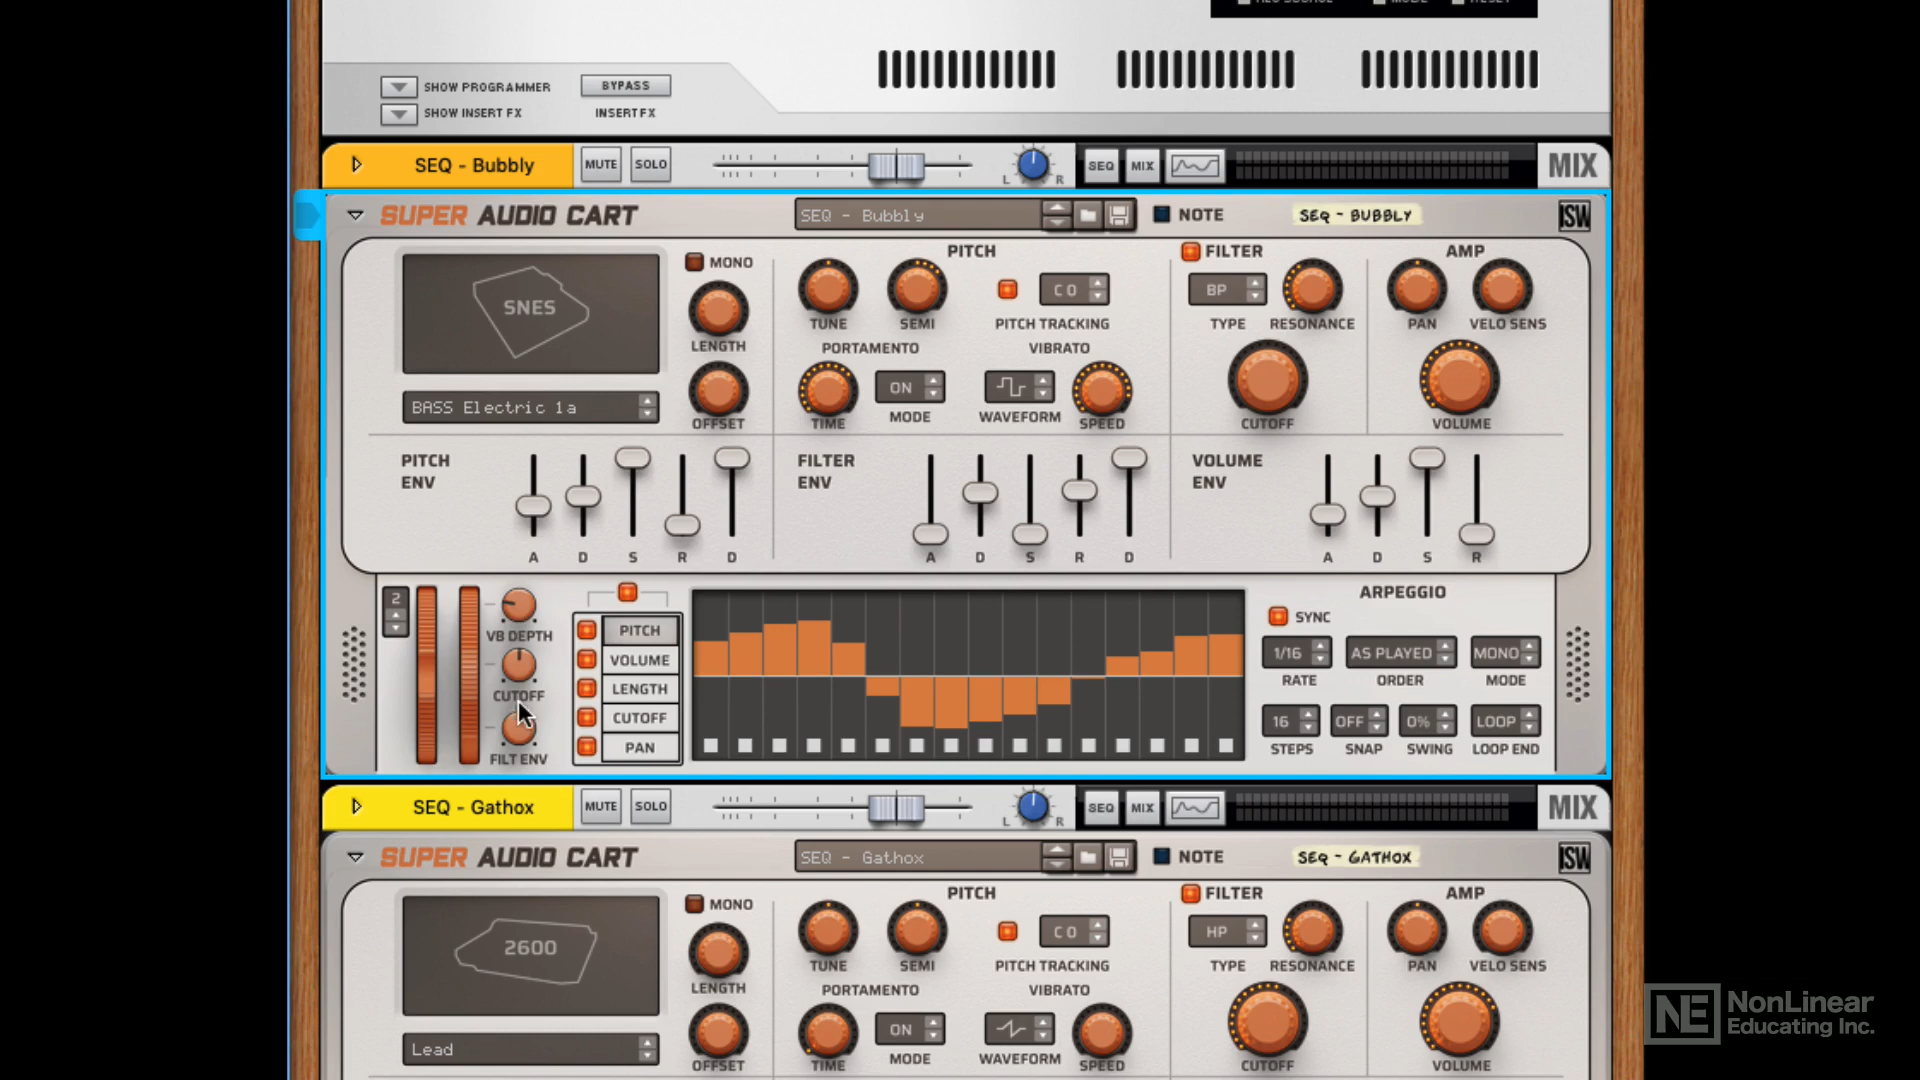 SHOW PROGRAMMER BYPASS
SHOW INSERT FX INSERT FX
SEQ - Bubbly MUTE SOLO L R SEQ MIX MIX
SUPER AUDIO CART SEQ - Bubbly NOTE SEQ - BUBBLY ISW
MONO PITCH FILTER AMP
SNES C 0 BP
LENGTH TUNE SEMI PITCH TRACKING TYPE RESONANCE PAN VELO SENS
PORTAMENTO VIBRATO
BASS Electric 1a ON
OFFSET TIME MODE WAVEFORM SPEED CUTOFF VOLUME
PITCH ENV FILTER ENV VOLUME ENV
A D S R D A D S R D A D S R
2 ARPEGGIO
VB DEPTH PITCH SYNC
VOLUME 1/16 AS PLAYED MONO
CUTOFF LENGTH RATE ORDER MODE
CUTOFF 16 OFF 0% LOOP
FILT ENV PAN STEPS SNAP SWING LOOP END
SEQ - Gathox MUTE SOLO L R SEQ MIX MIX
SUPER AUDIO CART SEQ - Gathox NOTE SEQ - GATHOX ISW
MONO PITCH FILTER AMP
2600 C 0 HP
LENGTH TUNE SEMI PITCH TRACKING TYPE RESONANCE PAN VELO SENS
PORTAMENTO VIBRATO
Lead ON
OFFSET TIME MODE WAVEFORM SPEED CUTOFF VOLUME
NE NonLinear
Educating Inc.